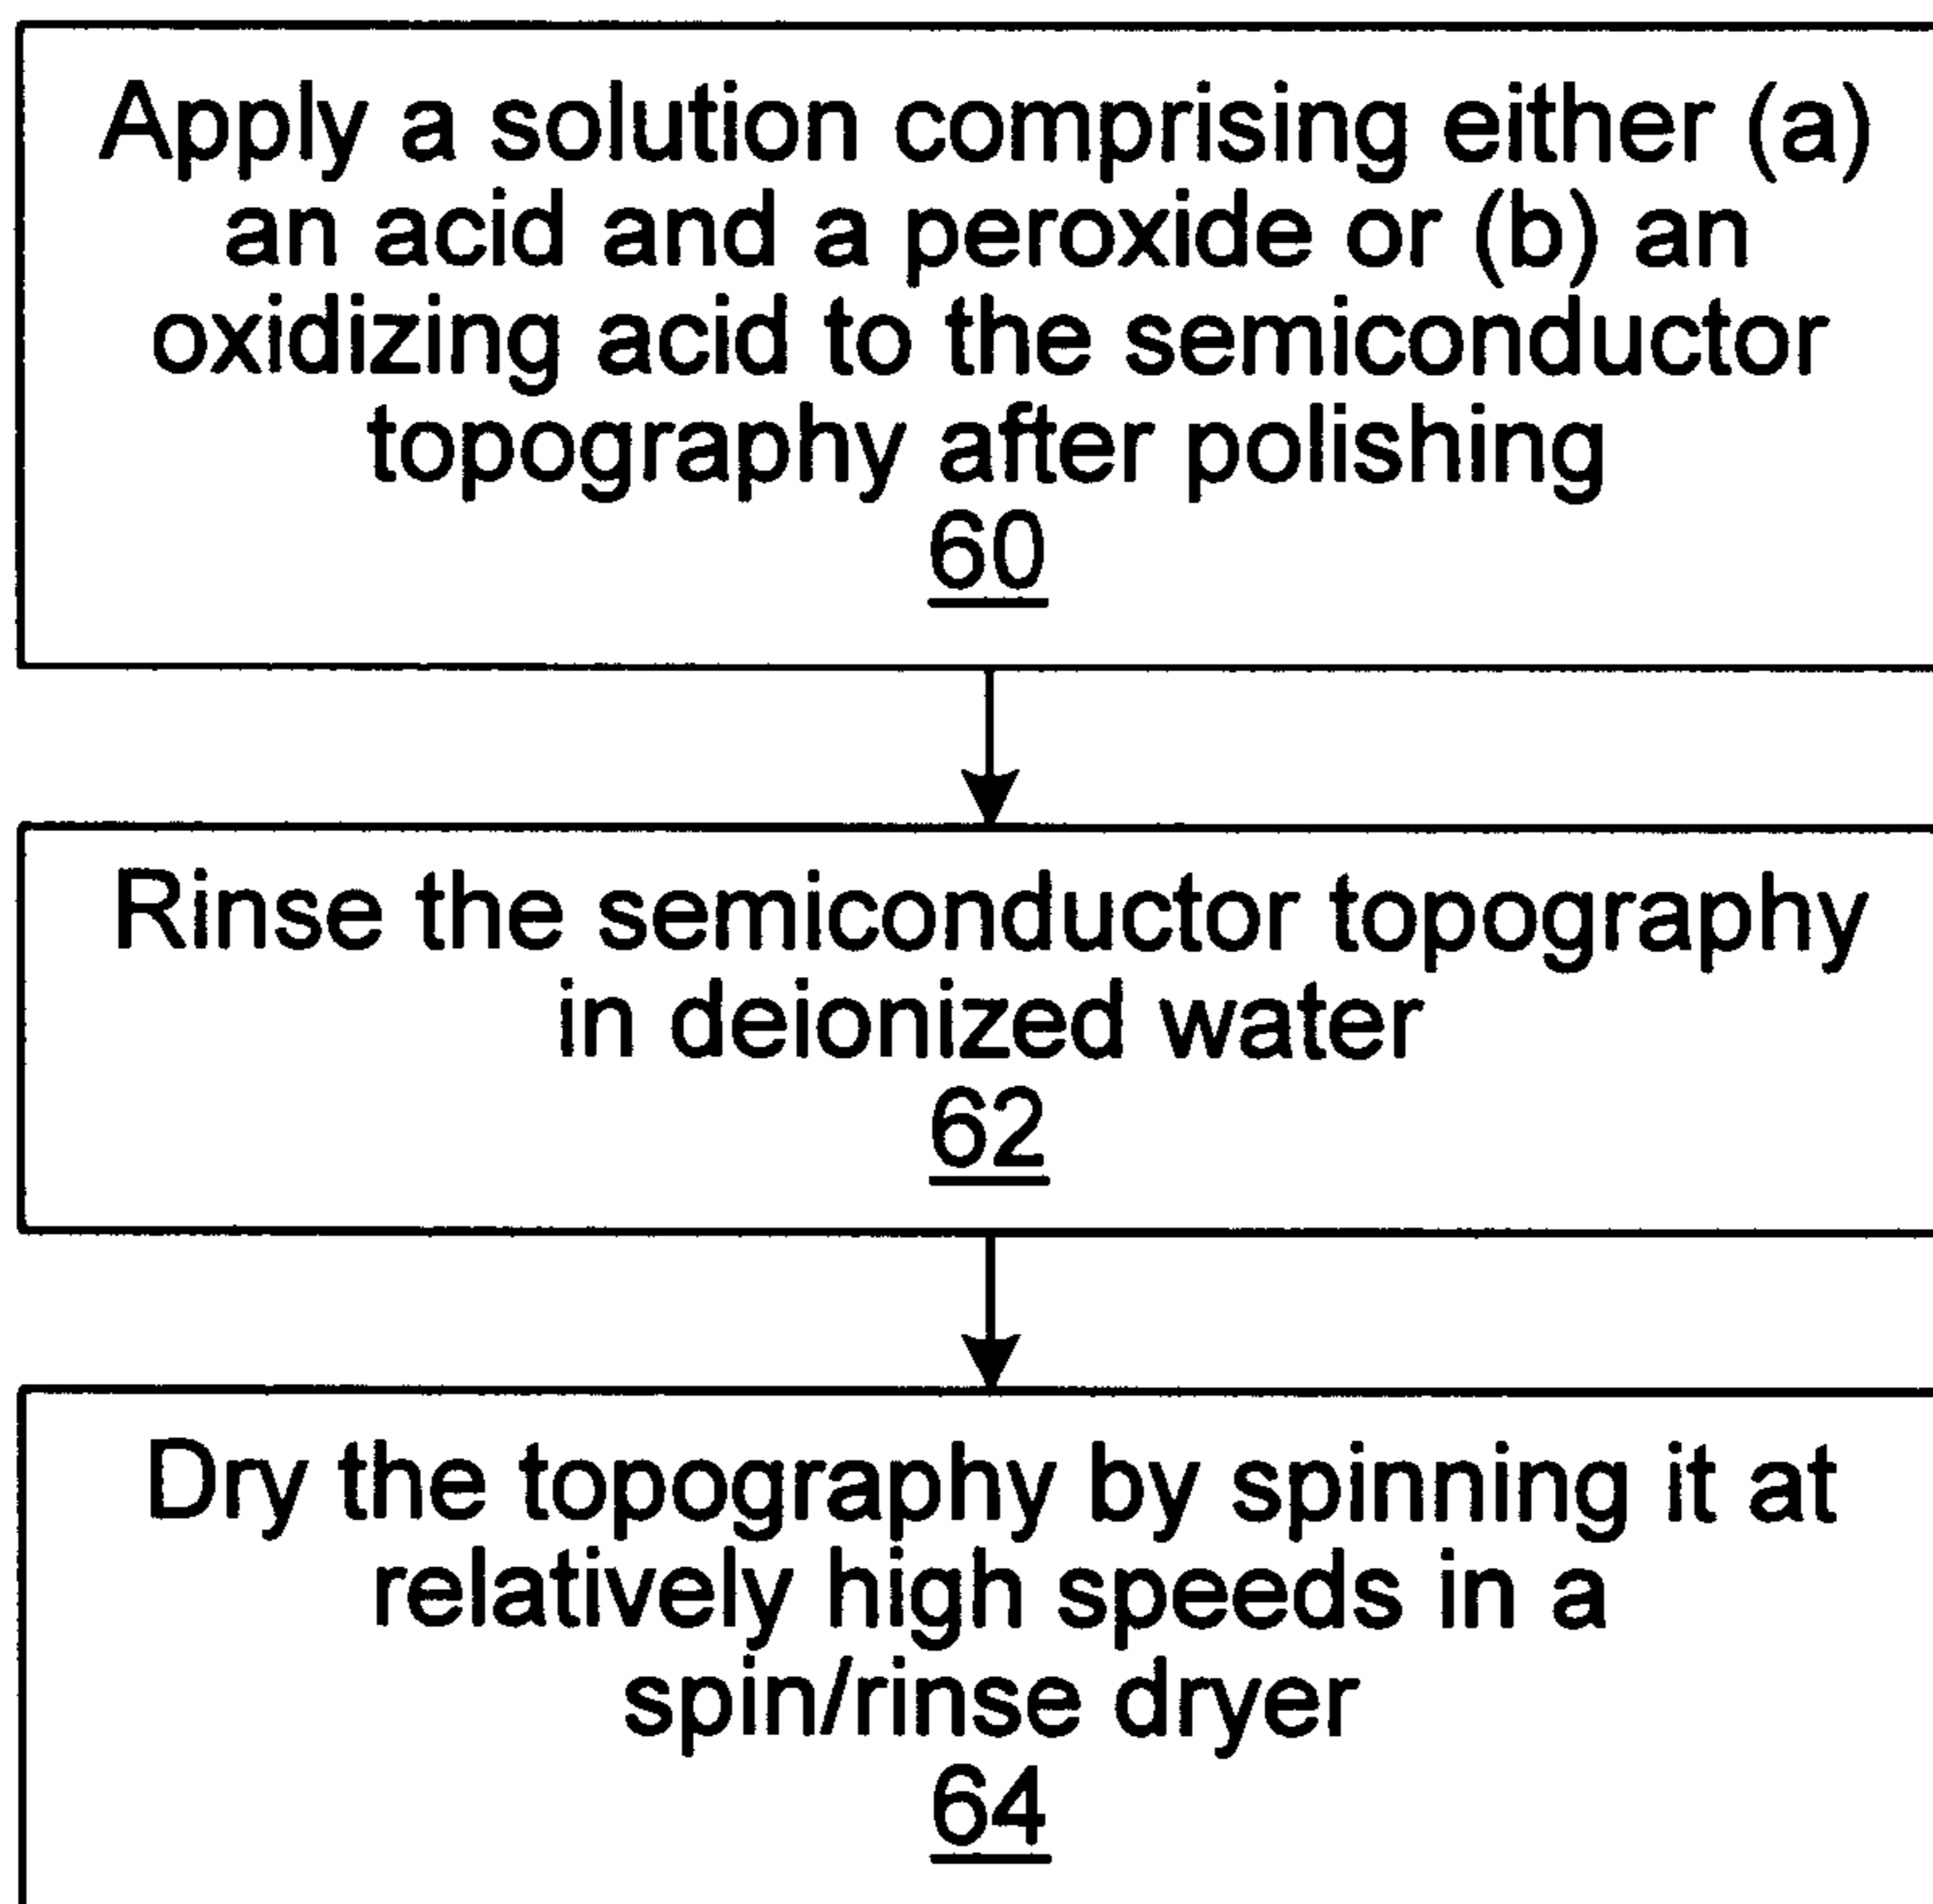 Apply a solution comprising either (a)
an acid and a peroxide or (b) an
oxidizing acid to the semiconductor
topography after polishing
60
Rinse the semiconductor topography
in deionized water
62
Dry the topography by spinning it at
relatively high speeds in a
spin/rinse dryer
64